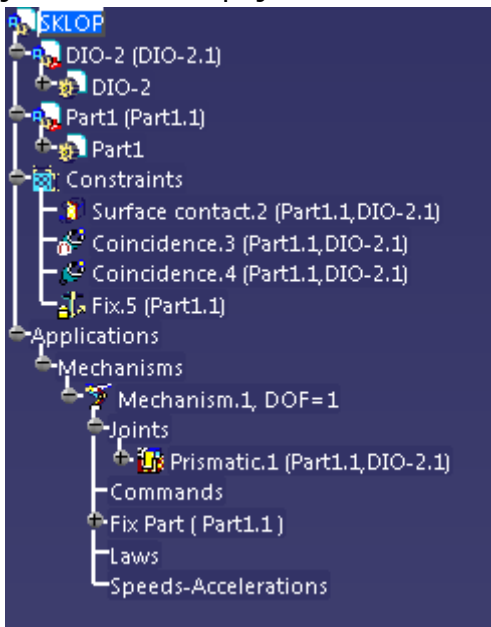 SKLOP
DIO-2 (DIO-2.1)
DIO-2
Part1 (Part1.1)
Part1
Constraints
Surface contact.2 (Part1.1,DIO-2.1)
Coincidence.3 (Part1.1,DIO-2.1)
Coincidence.4 (Part1.1,DIO-2.1)
Fix.5 (Part1.1)
Applications
Mechanisms
Mechanism.1, DOF=1
Joints
Prismatic.1 (Part1.1,DIO-2.1)
Commands
Fix Part ( Part1.1 )
Laws
Speeds-Accelerations